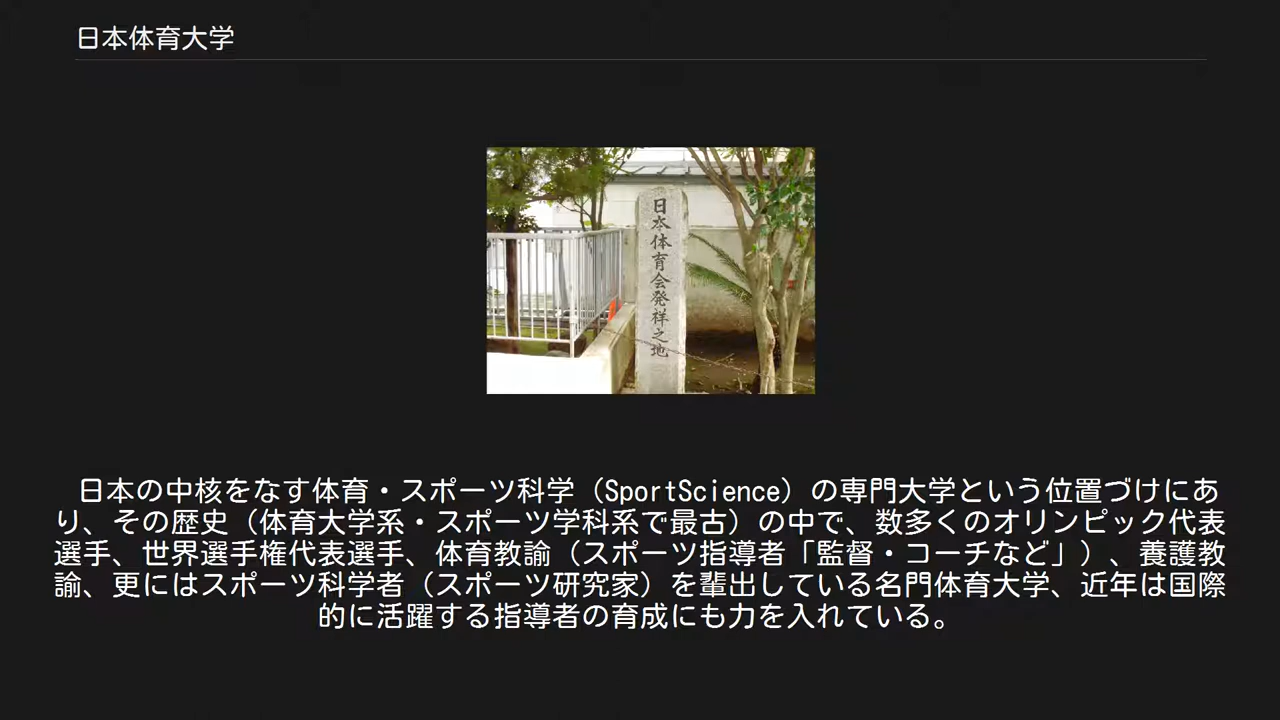 日本体育大学
日本体育会発祥之地
日本の中核をなす体育・スポーツ科学（SportScience）の専門大学という位置づけにあ
り、その歴史（体育大学系・スポーツ学科系で最古）の中で、数多くのオリンピック代表
選手、世界選手権代表選手、体育教諭（スポーツ指導者「監督・コーチなど」）、養護教
諭、更にはスポーツ科学者（スポーツ研究家）を輩出している名門体育大学、近年は国際
的に活躍する指導者の育成にも力を入れている。